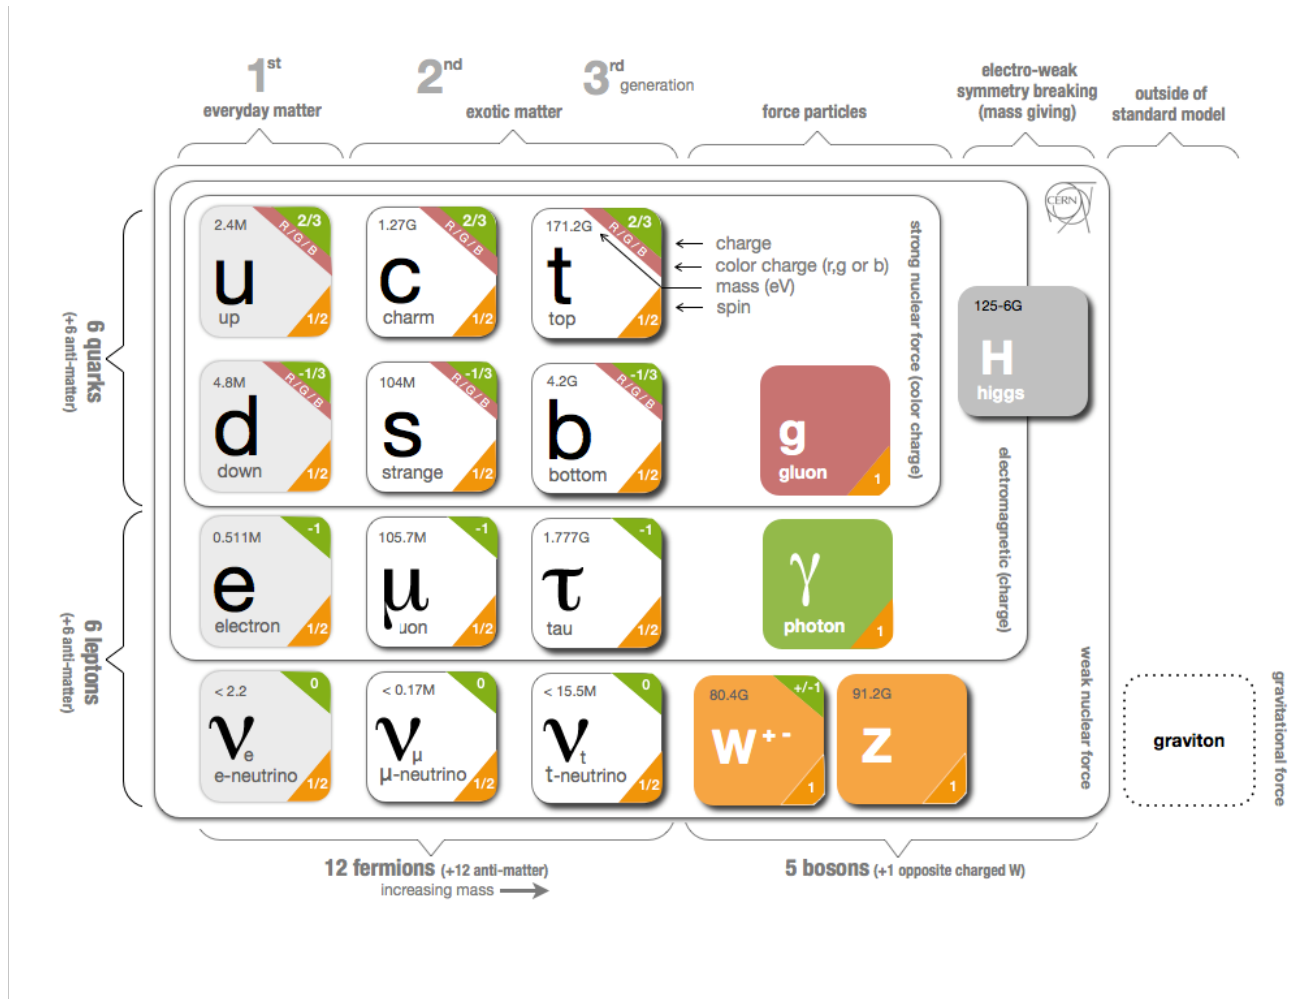 1st
2nd
3rd generation
everyday matter
exotic matter
force particles
electro-weak
symmetry breaking
(mass giving)
outside of
standard model
6 quarks
(+6 anti-matter)
6 leptons
(+6 anti-matter)
2.4M
2/3
R/G/B
u
up
1/2
1.27G
2/3
R/G/B
c
charm
1/2
171.2G
2/3
R/G/B
t
top
1/2
charge
color charge (r,g or b)
mass (eV)
spin
strong nuclear force (color charge)
CERN
125-6G
H
higgs
4.8M
-1/3
R/G/B
d
down
1/2
104M
-1/3
R/G/B
s
strange
1/2
4.2G
-1/3
R/G/B
b
bottom
1/2
g
gluon
1
electromagnetic (charge)
0.511M
-1
e
electron
1/2
105.7M
-1
μ
uon
1/2
1.777G
-1
τ
tau
1/2
γ
photon
1
weak nuclear force
< 2.2
0
νe
e-neutrino
1/2
< 0.17M
0
νμ
μ-neutrino
1/2
< 15.5M
0
νt
t-neutrino
1/2
80.4G
+/-1
W+-
1
91.2G
Z
1
graviton
gravitational force
12 fermions (+12 anti-matter)
increasing mass
5 bosons (+1 opposite charged W)